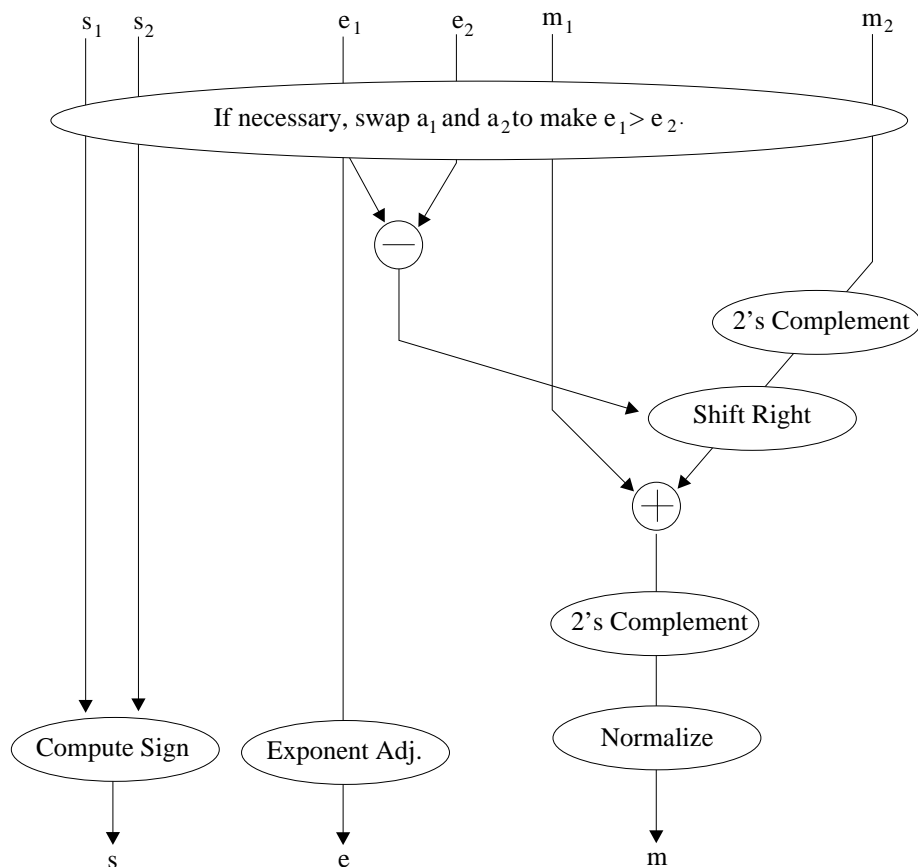 s1 s2 e1 e2 m1 m2
If necessary, swap a1 and a2 to make e1> e2.
—
2's Complement
Shift Right
+
2's Complement
Compute Sign Exponent Adj. Normalize
s e m